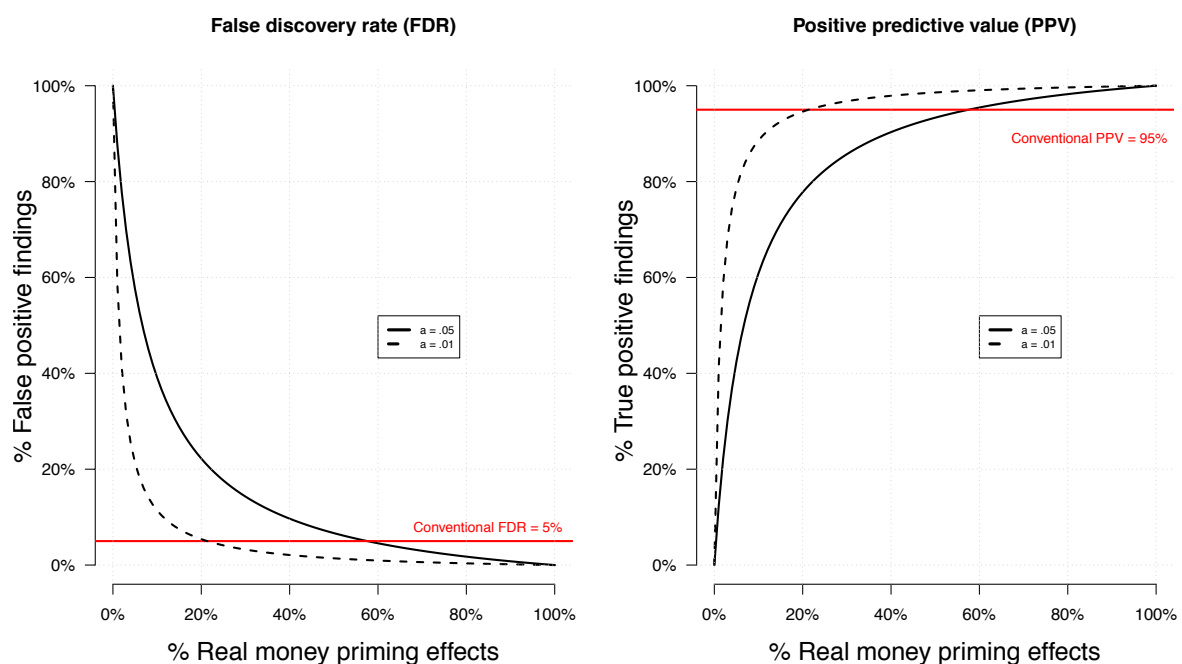 False discovery rate (FDR)
100%
80%
60%
40%
20%
0%
% False positive findings
a = .05
a = .01
Conventional FDR = 5%
0% 20% 40% 60% 80% 100%
% Real money priming effects
Positive predictive value (PPV)
100%
80%
60%
40%
20%
0%
% True positive findings
Conventional PPV = 95%
a = .05
a = .01
0% 20% 40% 60% 80% 100%
% Real money priming effects